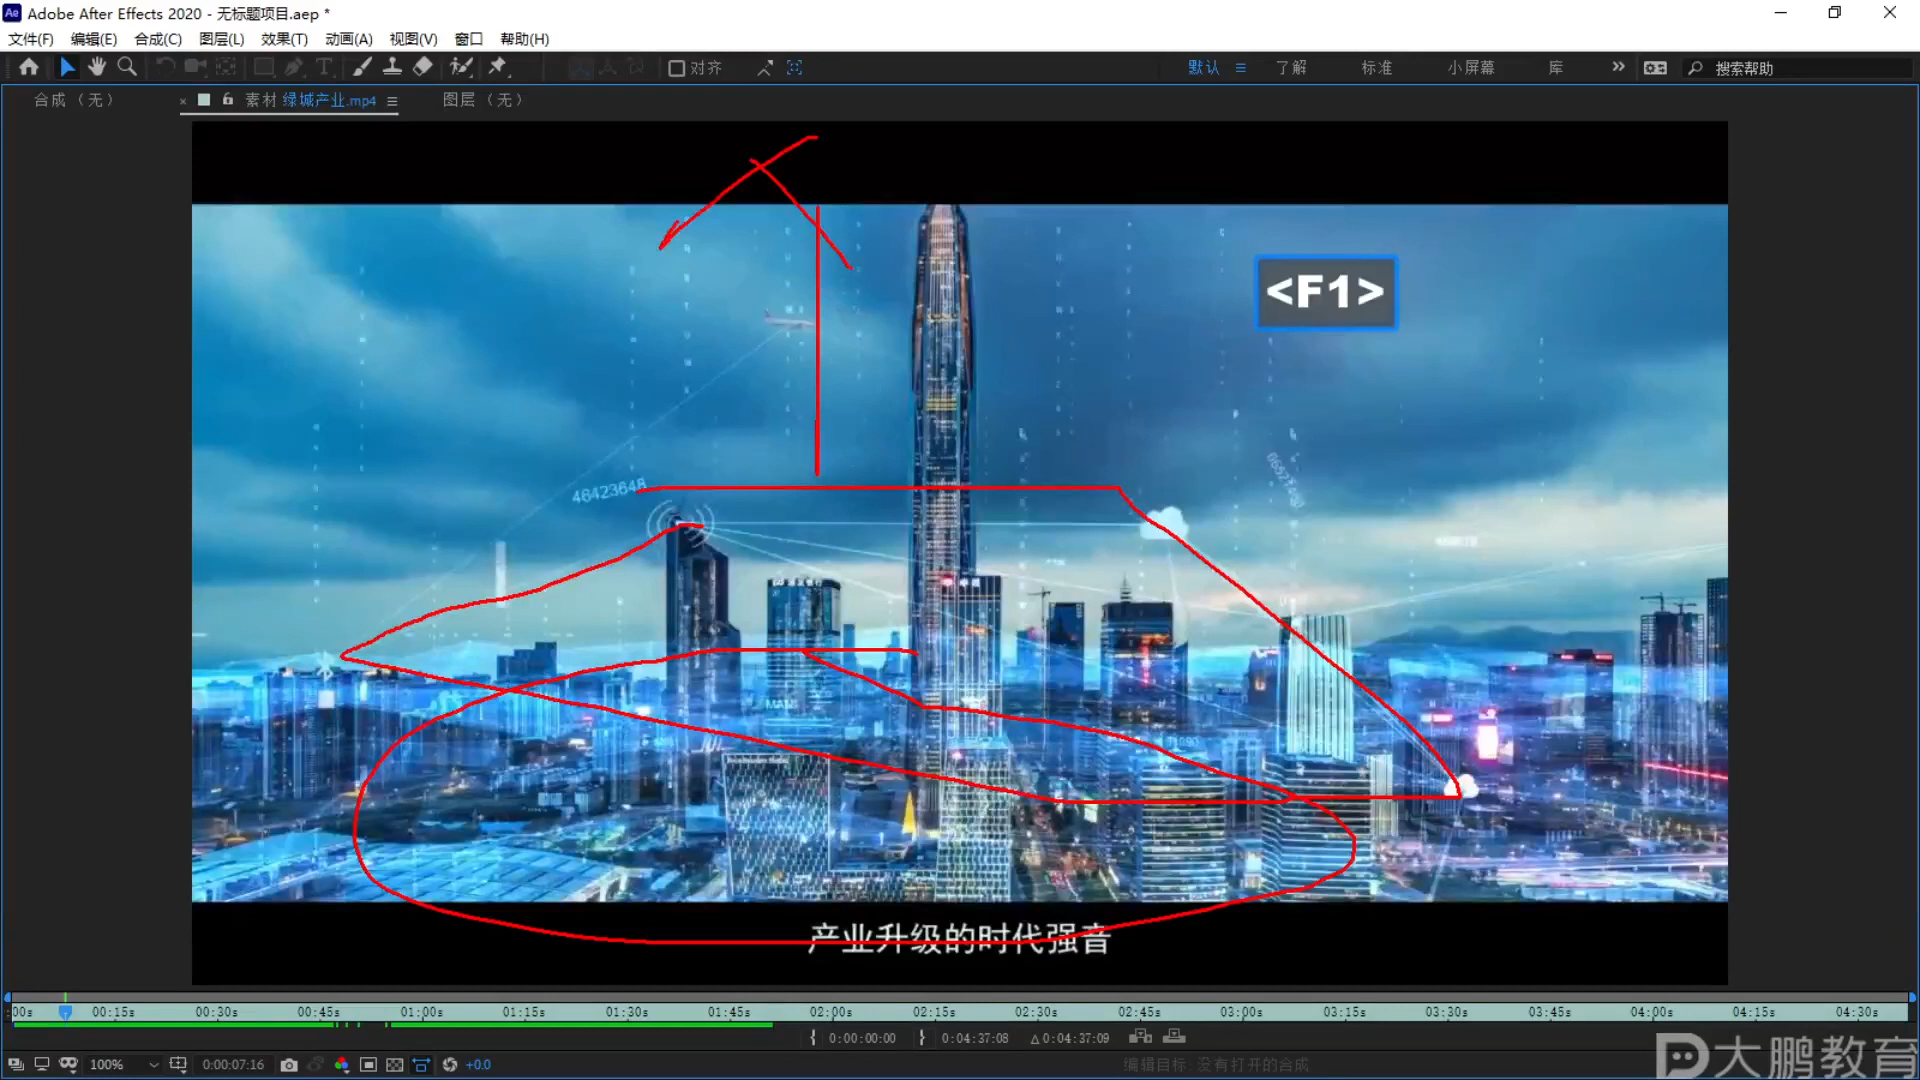 Adobe After Effects 2020 - 无标题项目.aep *
文件(F) 编辑(E) 合成(C) 图层(L) 效果(T) 动画(A) 视图(V) 窗口 帮助(H)
对齐 默认 了解 标准 小屏幕 库 搜索帮助
合成 (无) 素材 绿城产业.mp4 图层 (无)
<F1>
46423648
产业升级的时代强音
00s 00:15s 00:30s 00:45s 01:00s 01:15s 01:30s 01:45s 02:00s 02:15s 02:30s 02:45s 03:00s 03:15s 03:30s 03:45s 04:00s 04:15s 04:30s
{ 0:00:00:00 } 0:04:37:08 Δ0:04:37:09
100% 0:00:07:16 +0.0 编辑目标: 没有打开的合成
大鹏教育